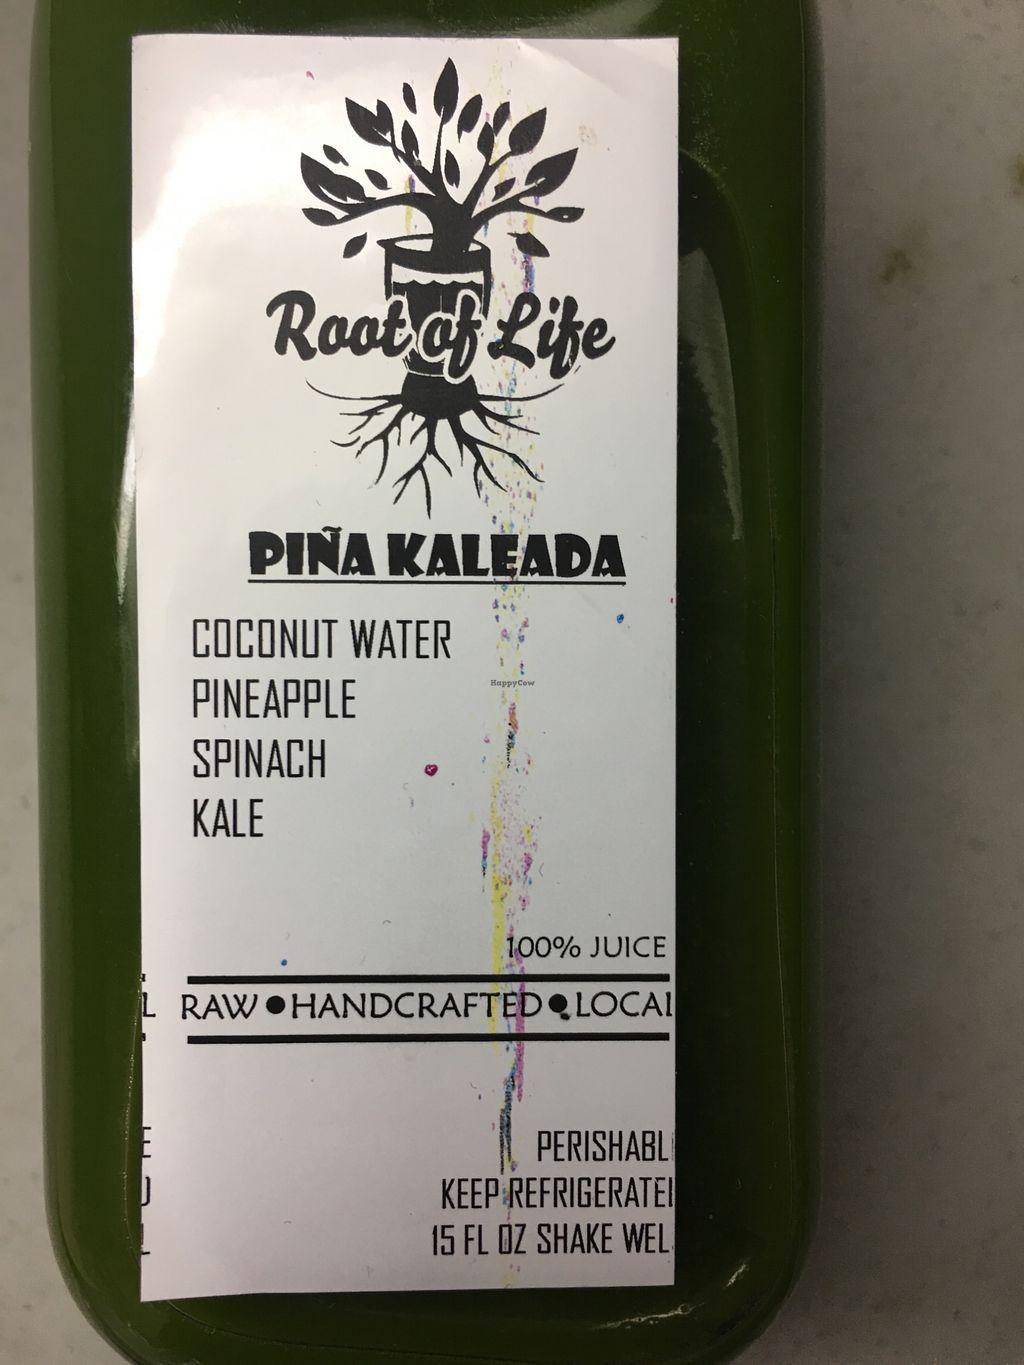 Root of Life
PIÑA KALEADA
COCONUT WATER
PINEAPPLE
SPINACH
KALE
HappyCow
100% JUICE
L RAW•HANDCRAFTED•LOCAL
E PERISHABL
KEEP REFRIGERATE
L 15 FL OZ SHAKE WEL